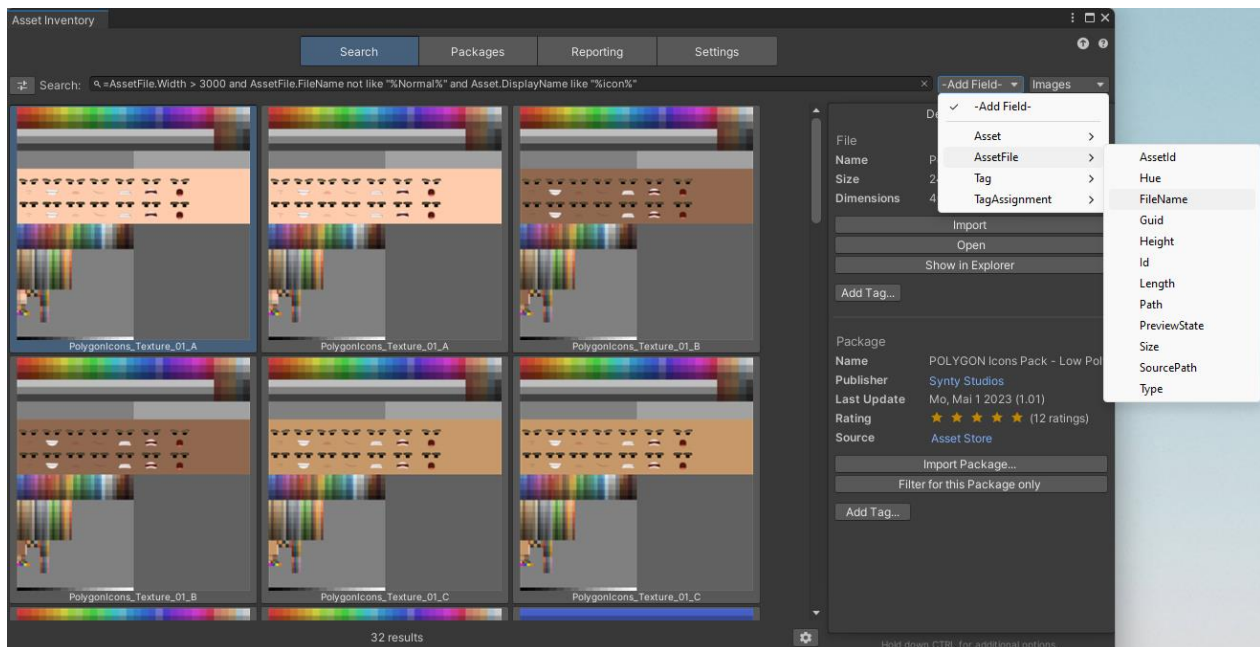 Asset Inventory
Search
Packages
Reporting
Settings
Search:
=AssetFile.Width > 3000 and AssetFile.FileName not like "%Normal%" and Asset.DisplayName like "%icon%"
-Add Field-
Images
-Add Field-
Asset
AssetFile
Tag
TagAssignment
AssetId
Hue
FileName
Guid
Height
Id
Length
Path
PreviewState
Size
SourcePath
Type
File
Name
Size
Dimensions
Import
Open
Show in Explorer
Add Tag...
Package
Name POLYGON Icons Pack - Low Pol
Publisher Synty Studios
Last Update Mo, Mai 1 2023 (1.01)
Rating (12 ratings)
Source Asset Store
Import Package...
Filter for this Package only
Add Tag...
PolygonIcons_Texture_01_A
PolygonIcons_Texture_01_A
PolygonIcons_Texture_01_B
PolygonIcons_Texture_01_B
PolygonIcons_Texture_01_C
PolygonIcons_Texture_01_C
32 results
Hold down CTRL for additional options